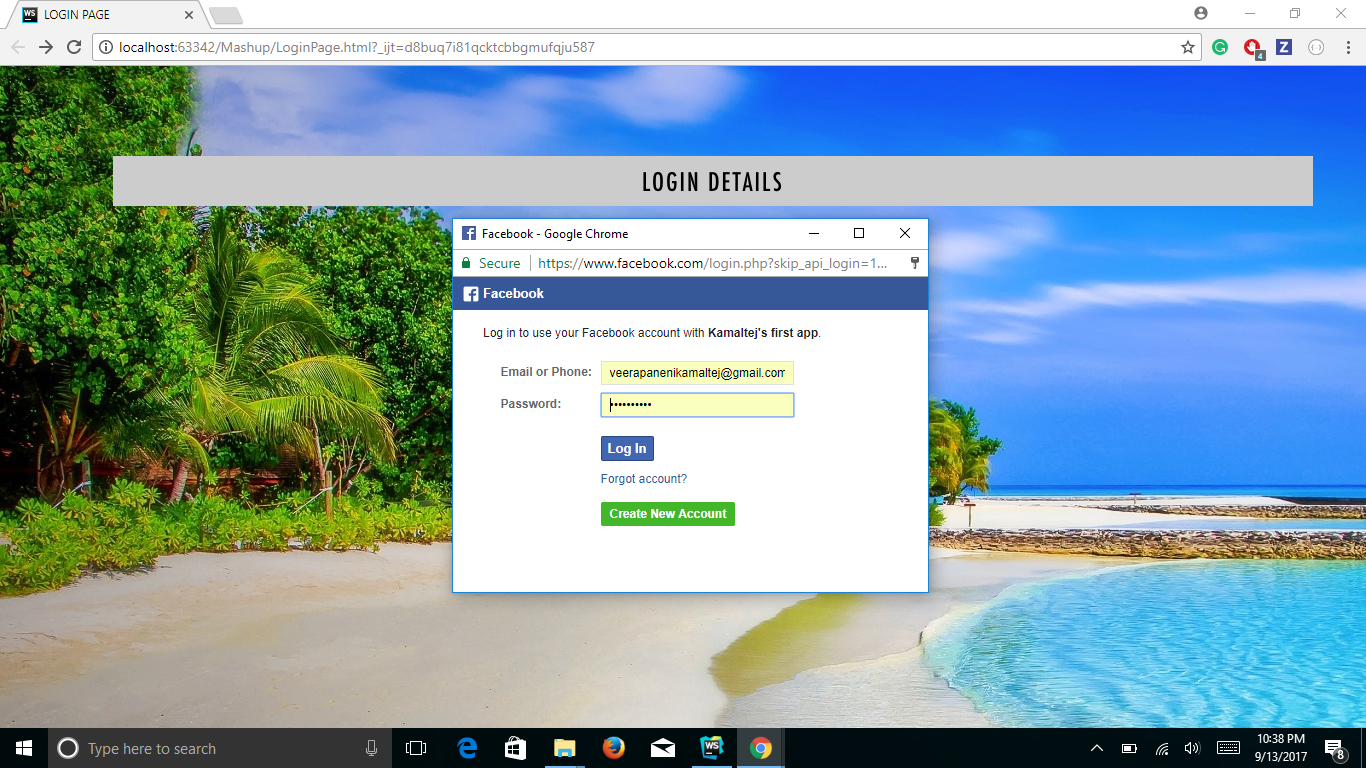 WS LOGIN PAGE
localhost:63342/Mashup/LoginPage.html?_ijt=d8buq7i81qcktcbbgmufqju587
4
Z
LOGIN DETAILS
Facebook - Google Chrome
Secure https://www.facebook.com/login.php?skip_api_login=1...
Facebook
Log in to use your Facebook account with Kamaltej's first app.
Email or Phone: veerapanenikamaltej@gmail.com
Password: ••••••••••
Log In
Forgot account?
Create New Account
Type here to search
WS
10:38 PM
9/13/2017
8